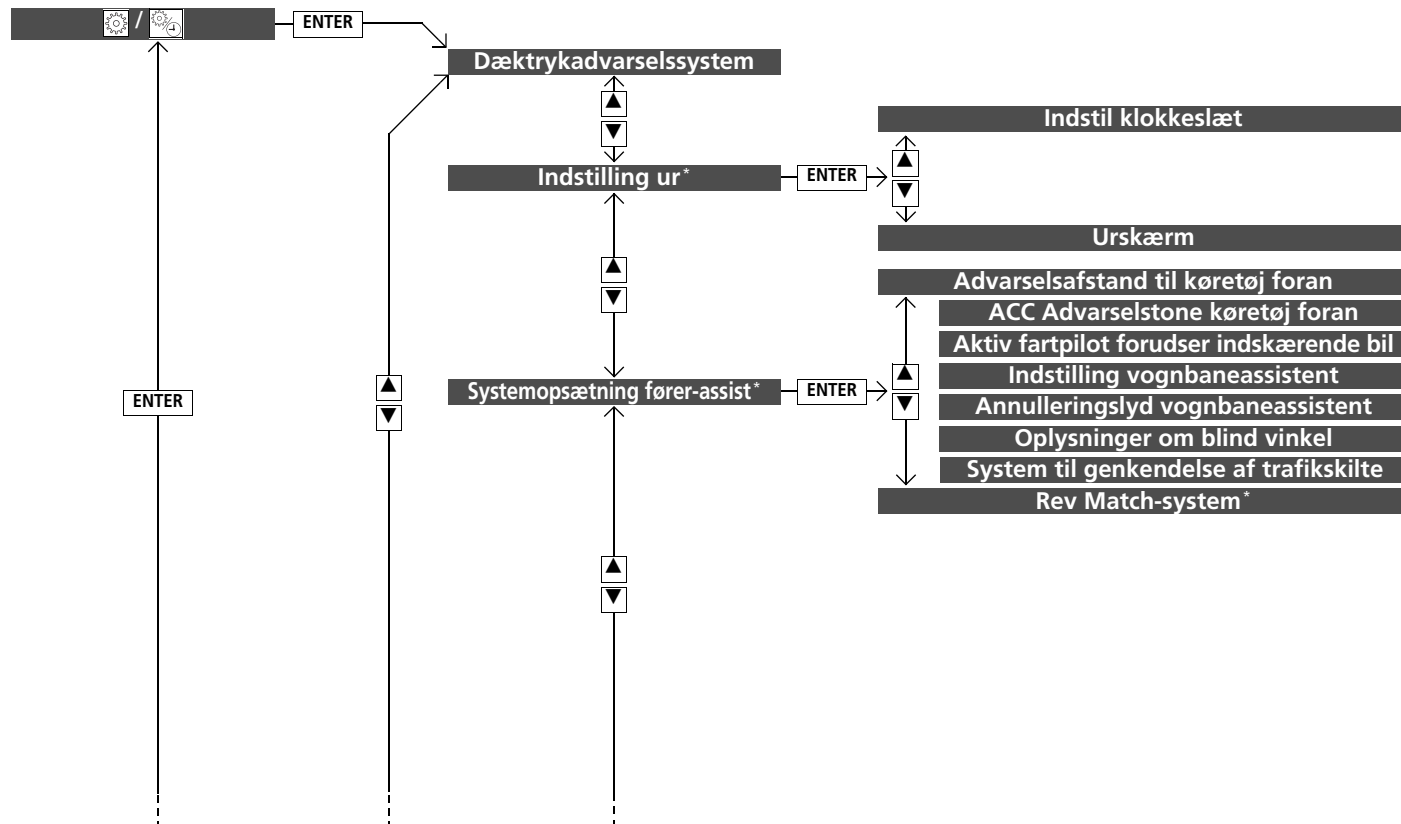 /
ENTER
Dæktrykadvarselssystem
Indstil klokkeslæt
Indstilling ur*
ENTER
Urskærm
Advarselsafstand til køretøj foran
ACC Advarselstone køretøj foran
Aktiv fartpilot forudser indskærende bil
Indstilling vognbaneassistent
Systemopsætning fører-assist*
ENTER
ENTER
Annulleringslyd vognbaneassistent
Oplysninger om blind vinkel
System til genkendelse af trafikskilte
Rev Match-system*